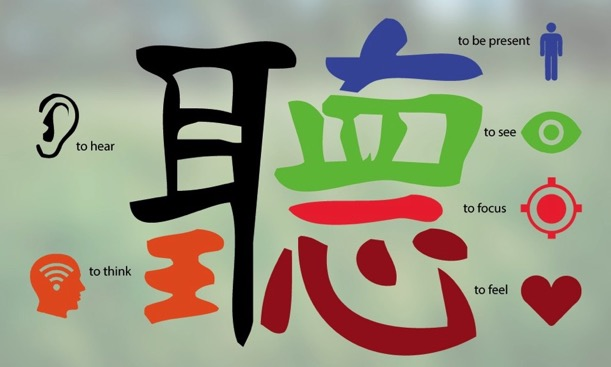 聽
to be present
to see
to hear
to focus
to think
to feel